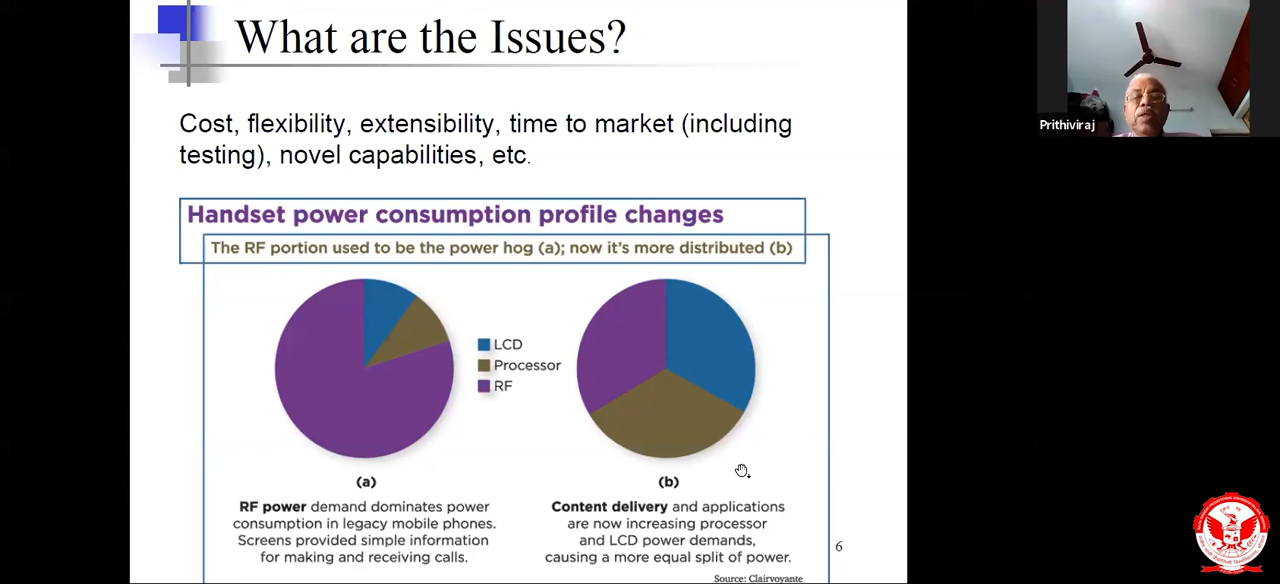 What are the Issues?
Prithiviraj
Cost, flexibility, extensibility, time to market (including
testing), novel capabilities, etc.
Handset power consumption profile changes
The RF portion used to be the power hog (a); now it's more distributed (b)
LCD
Processor
RF
(a)
RF power demand dominates power
consumption in legacy mobile phones.
Screens provided simple information
for making and receiving calls.
(b)
Content delivery and applications
are now increasing processor
and LCD power demands,
causing a more equal split of power.
6
Source: Clairvoyante